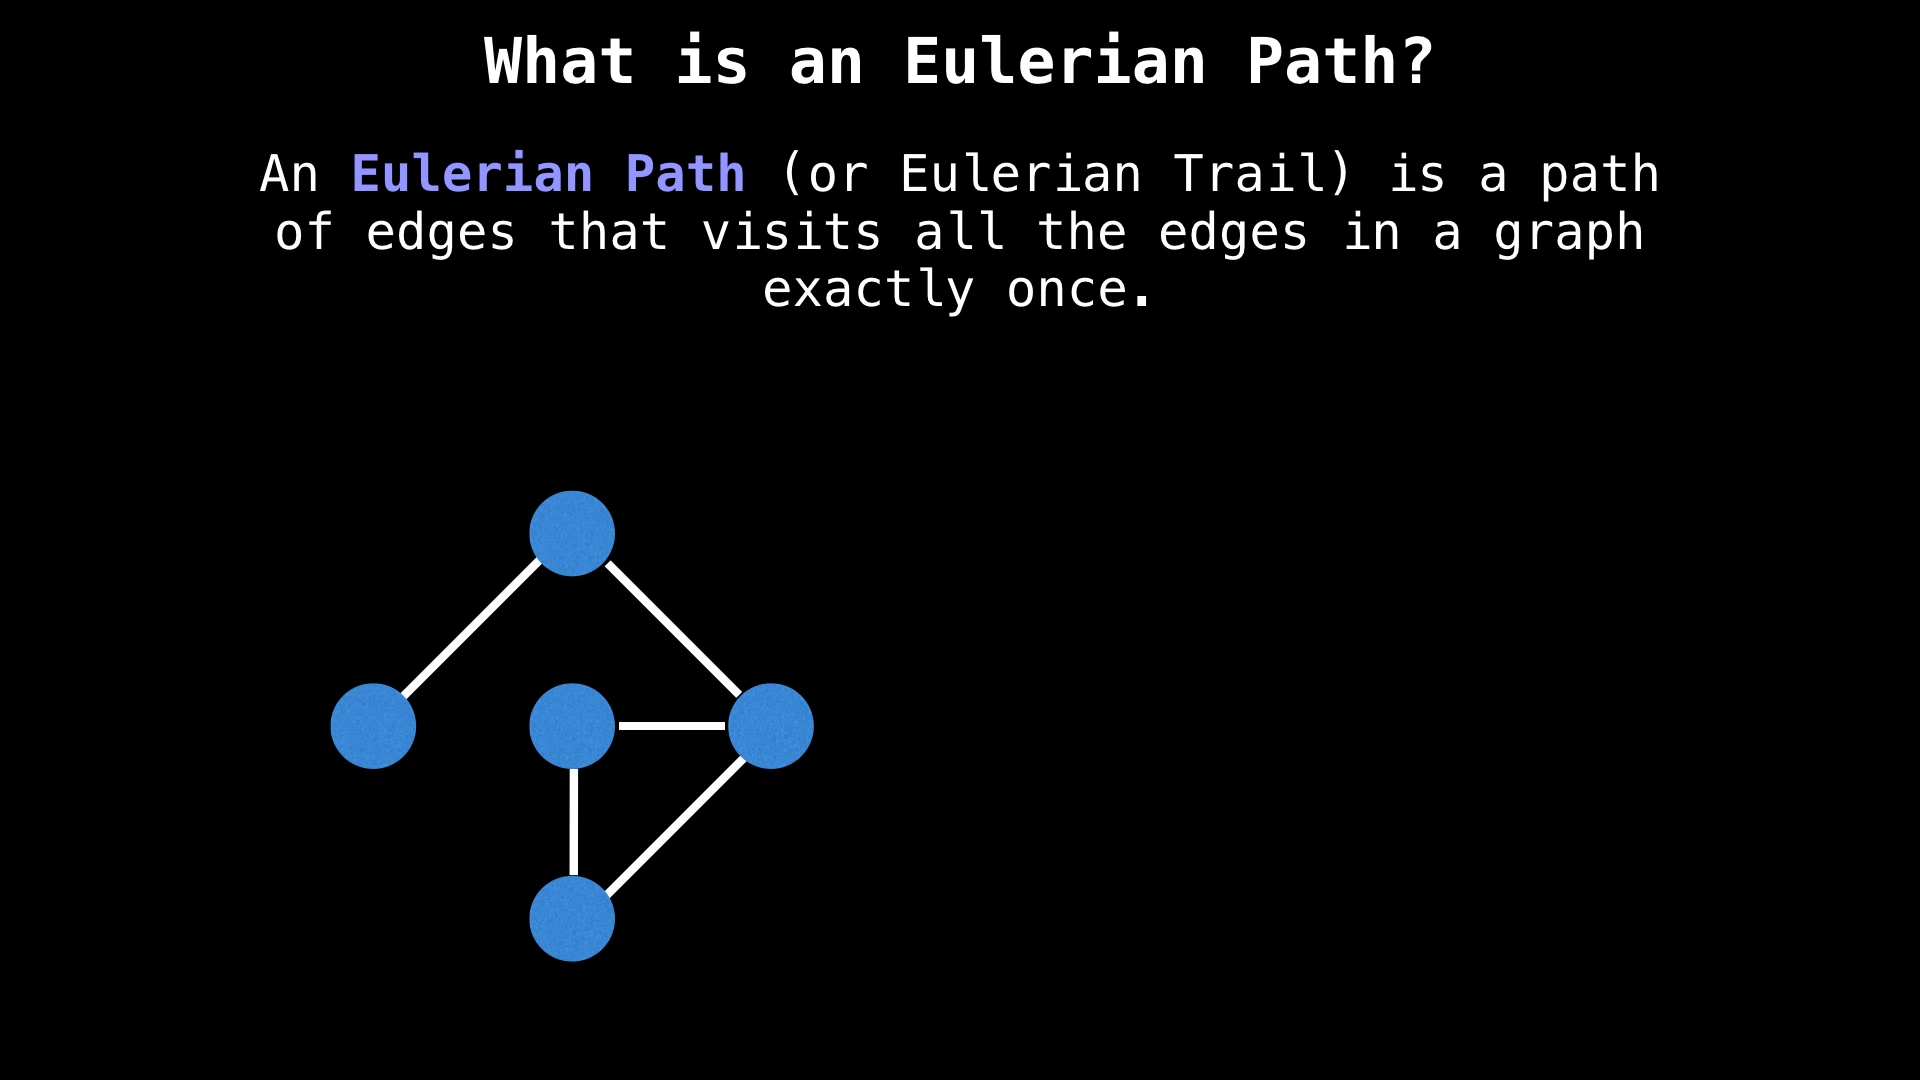 What is an Eulerian Path?
An Eulerian Path (or Eulerian Trail) is a path
of edges that visits all the edges in a graph
exactly once.